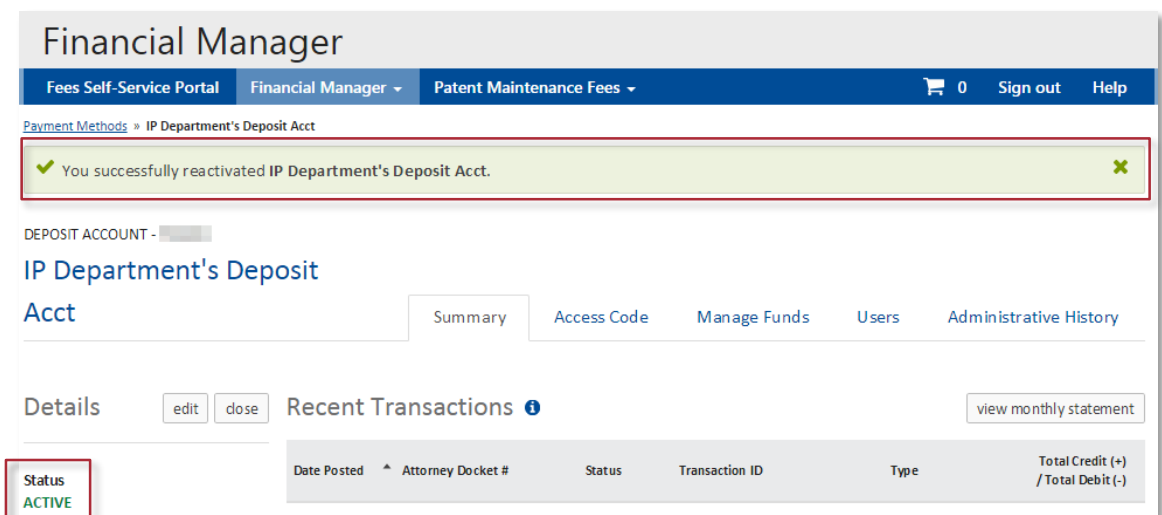 Financial Manager
Fees Self-Service Portal Financial Manager Patent Maintenance Fees 0 Sign out Help
Payment Methods » IP Department's Deposit Acct
You successfully reactivated IP Department's Deposit Acct.
DEPOSIT ACCOUNT -
IP Department's Deposit
Acct
Summary Access Code Manage Funds Users Administrative History
Details edit close Recent Transactions view monthly statement
Date Posted Attorney Docket # Status Transaction ID Type Total Credit (+)
/ Total Debit (-)
Status
ACTIVE